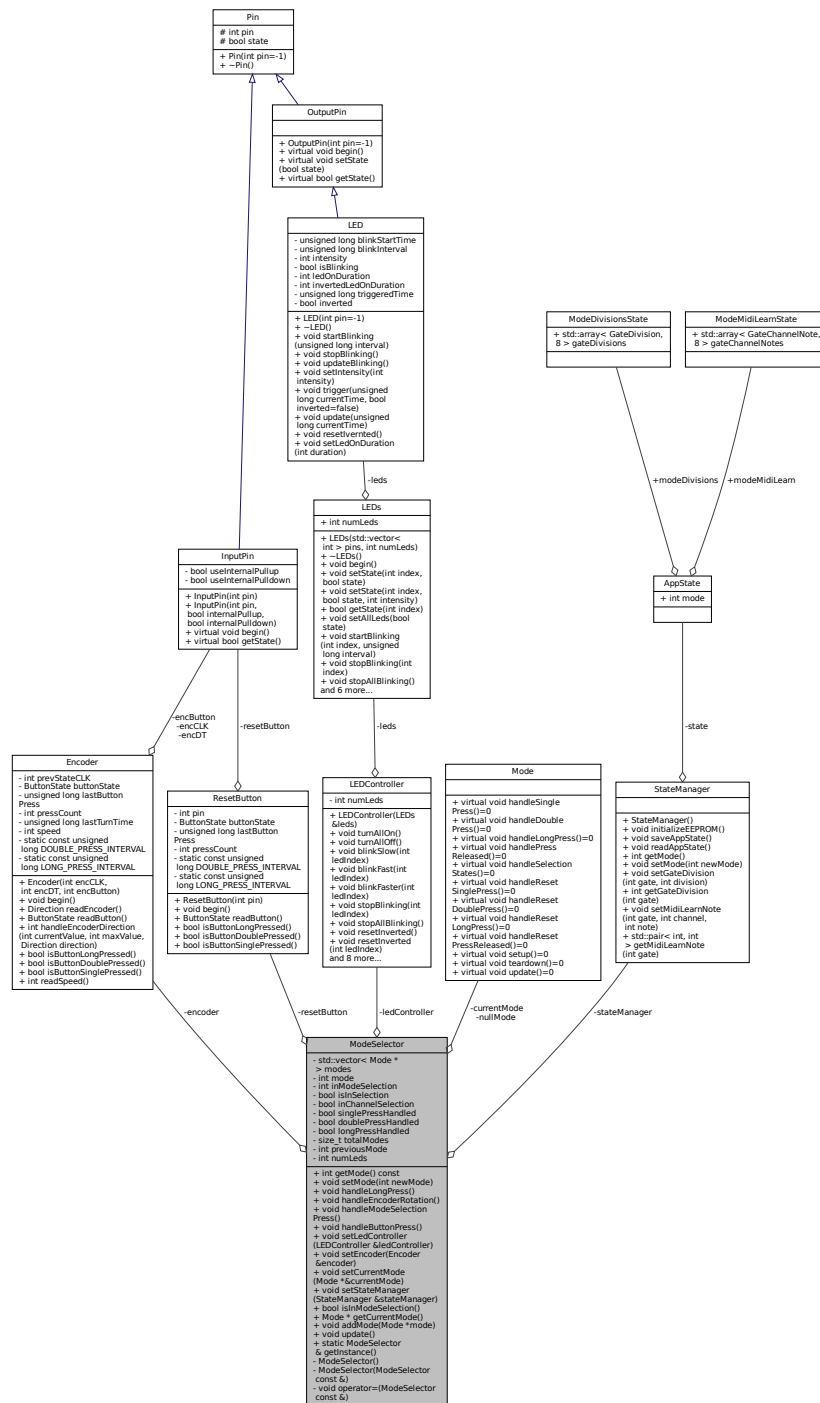 Pin
# int pin
# bool state
+ Pin(int pin=-1)
+ ~Pin()
OutputPin
+ OutputPin(int pin=-1)
+ virtual void begin()
+ virtual void setState
(bool state)
+ virtual bool getState()
LED
- unsigned long blinkStartTime
- unsigned long blinkInterval
- int intensity
- bool isBlinking
- int ledOnDuration
- int invertedLedOnDuration
- unsigned long triggeredTime
- bool inverted
+ LED(int pin=-1)
+ ~LED()
+ void startBlinking
(unsigned long interval)
+ void stopBlinking()
+ void updateBlinking()
+ void setIntensity(int
intensity)
+ void trigger(unsigned
long currentTime, bool
inverted=false)
+ void update(unsigned
long currentTime)
+ void resetIvernted()
+ void setLedOnDuration
(int duration)
ModeDivisionsState
+ std::array< GateDivision,
8 > gateDivisions
ModeMidiLearnState
+ std::array< GateChannelNote,
8 > gateChannelNotes
-leds
+modeDivisions
+modeMidiLearn
LEDs
+ int numLeds
+ LEDs(std::vector<
int > pins, int numLeds)
+ ~LEDs()
+ void begin()
+ void setState(int index,
bool state)
+ void setState(int index,
bool state, int intensity)
+ bool getState(int index)
+ void setAllLeds(bool
state)
+ void startBlinking
(int index, unsigned
long interval)
+ void stopBlinking(int
index)
+ void stopAllBlinking()
and 6 more...
InputPin
- bool useInternalPullup
- bool useInternalPulldown
+ InputPin(int pin)
+ InputPin(int pin,
bool internalPullup,
bool internalPulldown)
+ virtual void begin()
+ virtual bool getState()
AppState
+ int mode
-encButton
-encCLK
-encDT
-resetButton
-leds
-state
Encoder
- int prevStateCLK
- ButtonState buttonState
- unsigned long lastButton
Press
- int pressCount
- unsigned long lastTurnTime
- int speed
- static const unsigned
long DOUBLE_PRESS_INTERVAL
- static const unsigned
long LONG_PRESS_INTERVAL
+ Encoder(int encCLK,
int encDT, int encButton)
+ void begin()
+ Direction readEncoder()
+ ButtonState readButton()
+ int handleEncoderDirection
(int currentValue, int maxValue,
Direction direction)
+ bool isButtonLongPressed()
+ bool isButtonDoublePressed()
+ bool isButtonSinglePressed()
+ int readSpeed()
ResetButton
- int pin
- ButtonState buttonState
- unsigned long lastButton
Press
- int pressCount
- static const unsigned
long DOUBLE_PRESS_INTERVAL
- static const unsigned
long LONG_PRESS_INTERVAL
+ ResetButton(int pin)
+ void begin()
+ ButtonState readButton()
+ bool isButtonLongPressed()
+ bool isButtonDoublePressed()
+ bool isButtonSinglePressed()
LEDController
- int numLeds
+ LEDController(LEDs
&leds)
+ void turnAllOn()
+ void turnAllOff()
+ void blinkSlow(int
ledIndex)
+ void blinkFast(int
ledIndex)
+ void blinkFaster(int
ledIndex)
+ void stopBlinking(int
ledIndex)
+ void stopAllBlinking()
+ void resetInverted()
+ void resetInverted
(int ledIndex)
and 8 more...
Mode
+ virtual void handleSingle
Press()=0
+ virtual void handleDouble
Press()=0
+ virtual void handleLongPress()=0
+ virtual void handlePress
Released()=0
+ virtual void handleSelection
States()=0
+ virtual void handleReset
SinglePress()=0
+ virtual void handleReset
DoublePress()=0
+ virtual void handleReset
LongPress()=0
+ virtual void handleReset
PressReleased()=0
+ virtual void setup()=0
+ virtual void teardown()=0
+ virtual void update()=0
StateManager
+ StateManager()
+ void initializeEEPROM()
+ void saveAppState()
+ void readAppState()
+ int getMode()
+ void setMode(int newMode)
+ void setGateDivision
(int gate, int division)
+ int getGateDivision
(int gate)
+ void setMidiLearnNote
(int gate, int channel,
int note)
+ std::pair< int, int
> getMidiLearnNote
(int gate)
-encoder
-resetButton
-ledController
-currentMode
-nullMode
-stateManager
ModeSelector
- std::vector< Mode *
> modes
- int mode
- int inModeSelection
- bool isInSelection
- bool inChannelSelection
- bool singlePressHandled
- bool doublePressHandled
- bool longPressHandled
- size_t totalModes
- int previousMode
- int numLeds
+ int getMode() const
+ void setMode(int newMode)
+ void handleLongPress()
+ void handleEncoderRotation()
+ void handleModeSelection
Press()
+ void handleButtonPress()
+ void setLedController
(LEDController &ledController)
+ void setEncoder(Encoder
&encoder)
+ void setCurrentMode
(Mode *&currentMode)
+ void setStateManager
(StateManager &stateManager)
+ bool isInModeSelection()
+ Mode * getCurrentMode()
+ void addMode(Mode *mode)
+ void update()
+ static ModeSelector
& getInstance()
- ModeSelector()
- ModeSelector(ModeSelector
const &)
- void operator=(ModeSelector
const &)